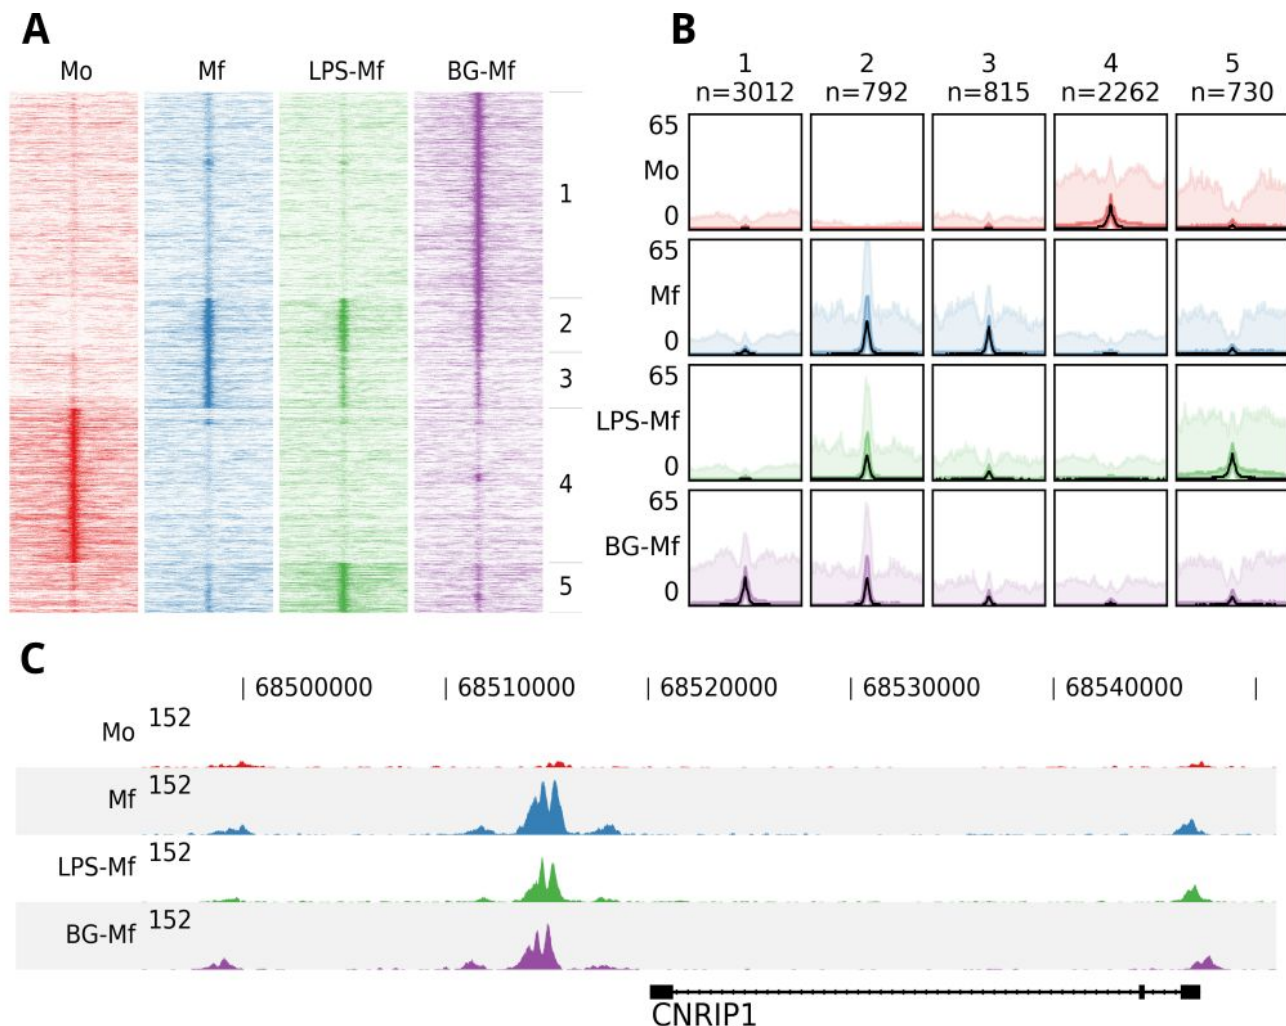 A
Mo Mf LPS-Mf BG-Mf
1
2
3
4
5
B
1 2 3 4 5
n=3012 n=792 n=815 n=2262 n=730
65
Mo
0
65
Mf
0
65
LPS-Mf
0
65
BG-Mf
0
C
| 68500000 | 68510000 | 68520000 | 68530000 | 68540000 |
Mo 152
Mf 152
LPS-Mf 152
BG-Mf 152
CNRIP1